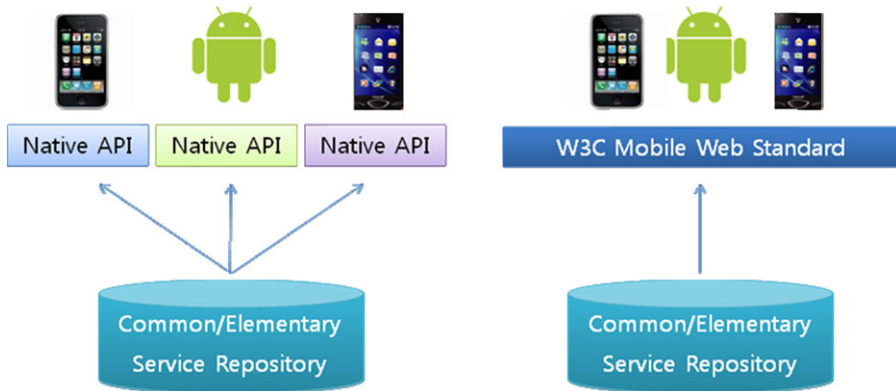 Native API
Native API
Native API
Common/Elementary
Service Repository
W3C Mobile Web Standard
Common/Elementary
Service Repository